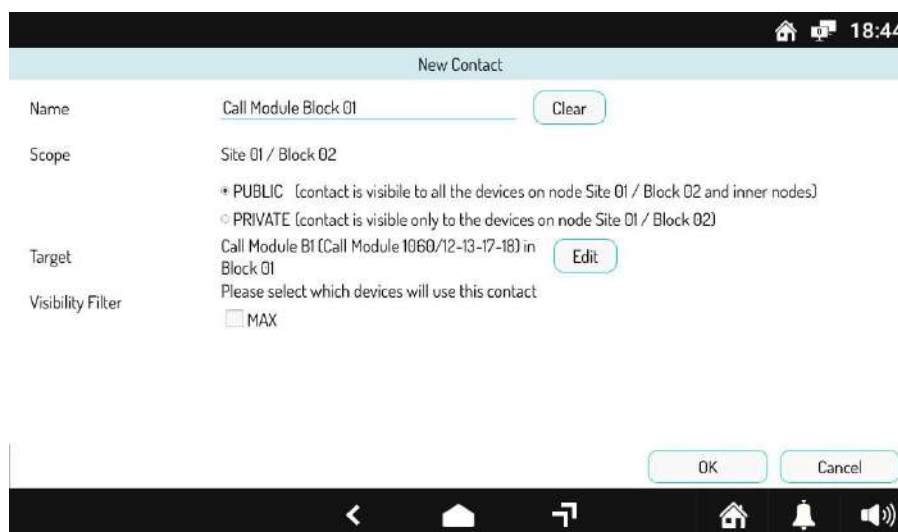 18:44
New Contact
Name Call Module Block 01 Clear
Scope Site 01 / Block 02
PUBLIC (contact is visibile to all the devices on node Site 01 / Block 02 and inner nodes)
PRIVATE (contact is visible only to the devices on node Site 01 / Block 02)
Target Call Module B1 (Call Module 1060/12-13-17-18) in Edit
Block 01
Visibility Filter Please select which devices will use this contact
MAX
OK Cancel